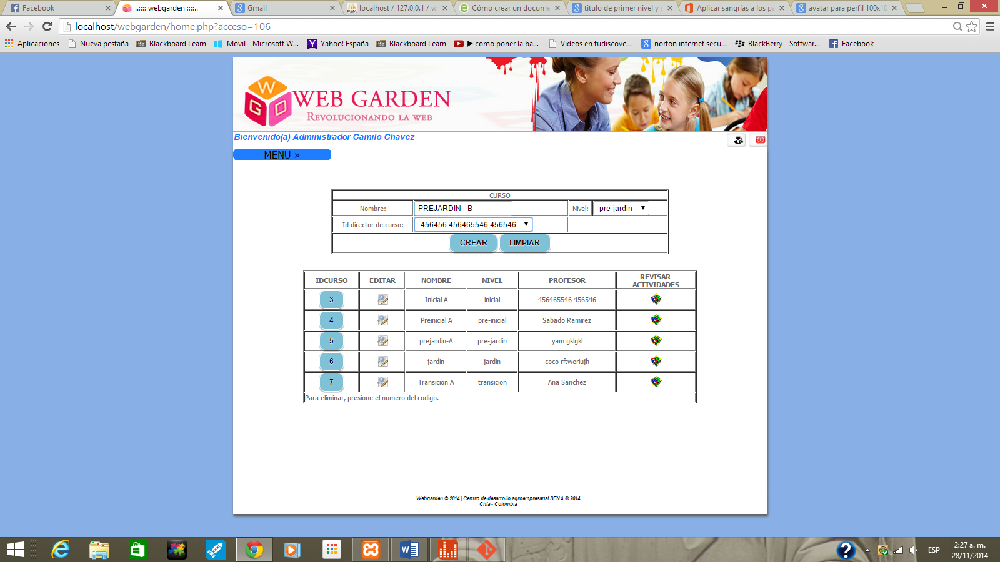 Facebook
..:::: webgarden ::::..
Gmail
localhost / 127.0.0.1 / w
Cómo crear un docume
titulo de primer nivel y s
Aplicar sangrías a los pá
avatar para perfil 100x10
localhost/webgarden/home.php?acceso=106
Aplicaciones
Nueva pestaña
Blackboard Learn
Móvil - Microsoft W...
Yahoo! España
Blackboard Learn
▶ como poner la ba...
Videos en tudiscove...
norton internet secu...
BlackBerry - Softwar...
Facebook
W G D
WEB GARDEN
REVOLUCIONANDO LA WEB
Bienvenido(a) Administrador Camilo Chavez
MENU »
CURSO
Nombre: PREJARDIN - B Nivel: pre-jardin
Id director de curso: 456456 456465546 456546
CREAR LIMPIAR
IDCURSO EDITAR NOMBRE NIVEL PROFESOR REVISAR ACTIVIDADES
3 Inicial A inicial 456465546 456546
4 Preinicial A pre-inicial Sabado Ramirez
5 prejardin-A pre-jardin yam gklgkl
6 jardin jardin coco rftweriujh
7 Transicion A transicion Ana Sanchez
Para eliminar, presione el numero del codigo.
Webgarden © 2014 | Centro de desarrollo agroempresarial SENA © 2014
Chía - Colombia
ESP
2:27 a. m.
28/11/2014